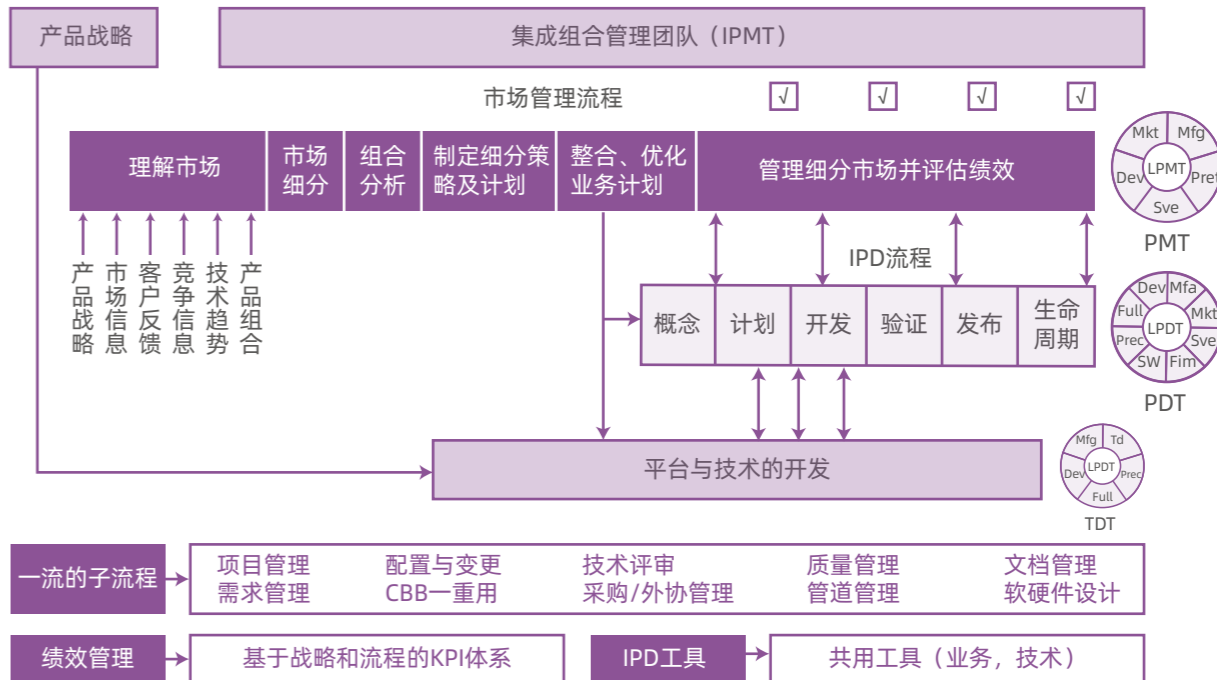 产品战略
集成组合管理团队（IPMT）
市场管理流程
√ √ √ √
理解市场
市场
细分
组合
分析
制定细分策
略及计划
整合、优化
业务计划
管理细分市场并评估绩效
Mkt
Mfg
Dev
LPMT
Pret
Sve
PMT
产品战略
市场信息
客户反馈
竞争信息
技术趋势
产品组合
IPD流程
概念
计划
开发
验证
发布
生命
周期
Dev
Mfa
Full
Mkt
LPDT
Prec
Sve
SW
Fim
PDT
平台与技术的开发
Mfg
Td
Dev
LPDT
Prec
Full
TDT
一流的子流程
项目管理 配置与变更 技术评审 质量管理 文档管理
需求管理 CBB一重用 采购/外协管理 管道管理 软硬件设计
绩效管理
基于战略和流程的KPI体系
IPD工具
共用工具（业务，技术）